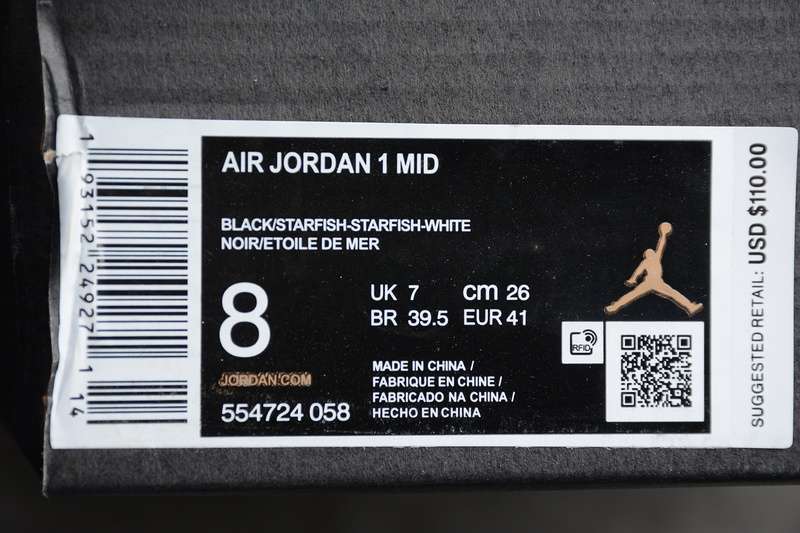 AIR JORDAN 1 MID
BLACK/STARFISH-STARFISH-WHITE
NOIR/ETOILE DE MER
8
UK 7 cm 26
BR 39.5 EUR 41
RFID
JORDAN.COM
554724 058
MADE IN CHINA /
FABRIQUE EN CHINE /
FABRICADO NA CHINA /
HECHO EN CHINA
1 93152 24927 1 14
SUGGESTED RETAIL: USD $110.00